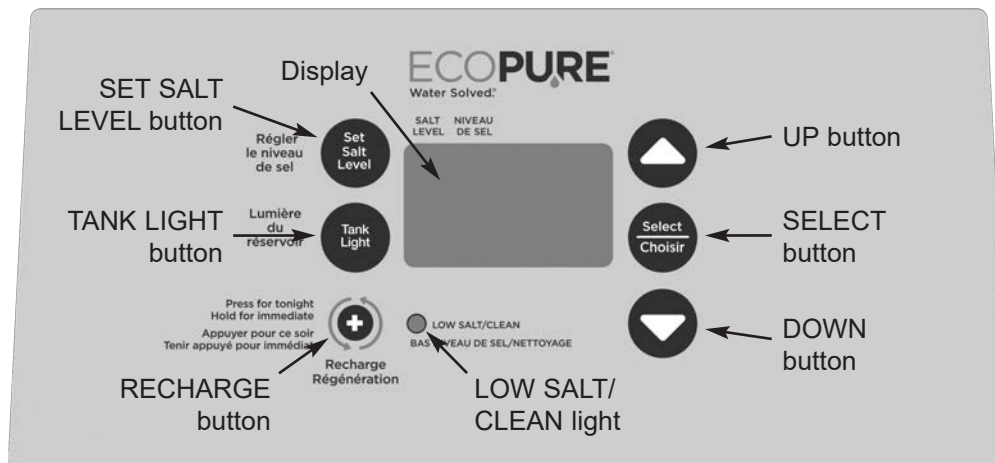 ECOPURE
Water Solved.
Display
SET SALT
LEVEL button
SALT
LEVEL
NIVEAU
DE SEL
Régler
le niveau
de sel
Set
Salt
Level
UP button
TANK LIGHT
button
Lumière
du
réservoir
Tank
Light
Select
Choisir
SELECT
button
Press for tonight
Hold for immediate
Appuyer pour ce soir
Tenir appuyé pour immédiat
Recharge
Régénération
LOW SALT/CLEAN
BAS NIVEAU DE SEL/NETTOYAGE
DOWN
button
RECHARGE
button
LOW SALT/
CLEAN light